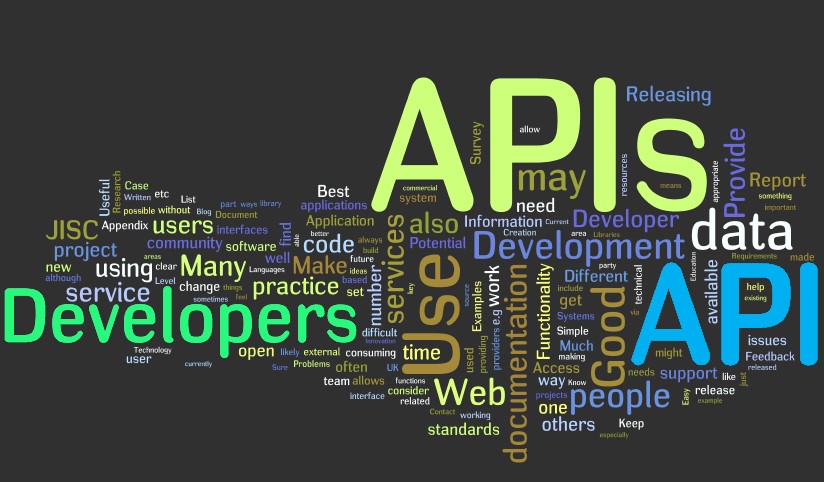 APIs
Releasing
Survey
allow
may
means
resources
appropriate
Provide
Report
something
important
commercial
system
need
Useful
Research
Case
Written
etc
List
possible
without
Blog
part
ways
library
Document
Best
applications
Application
JISC
Appendix
users
interfaces
find
able
better
code
always
build
services
also
Potential
Information
Current
Creation
Developer
area
Libraries
Development
data
Requirements
made
Education
project
community
software
areas
new
although
using
clear
Many
well
Languages
Make
future
ideas
based
service
Level
change
things
practice
set
number
key
Use
source
Examples
Work
e.g
documentation
Functionality
party
Different
technical
include
get
via
Good
available
API
help
existing
Developers
sometimes
feel
difficult
Innovation
Systems
Simple
Much
making
providers
providing
used
issues
Feedback
released
Technology
user
currently
open
likely
external
consuming
time
Sure
Problems
often
UK
team
allows
functions
consider
interface
related
Web
Contact
working
standards
Access
way
Know
projects
one
people
others
Keep
especially
might
needs
support
like
just
Easy
release
example